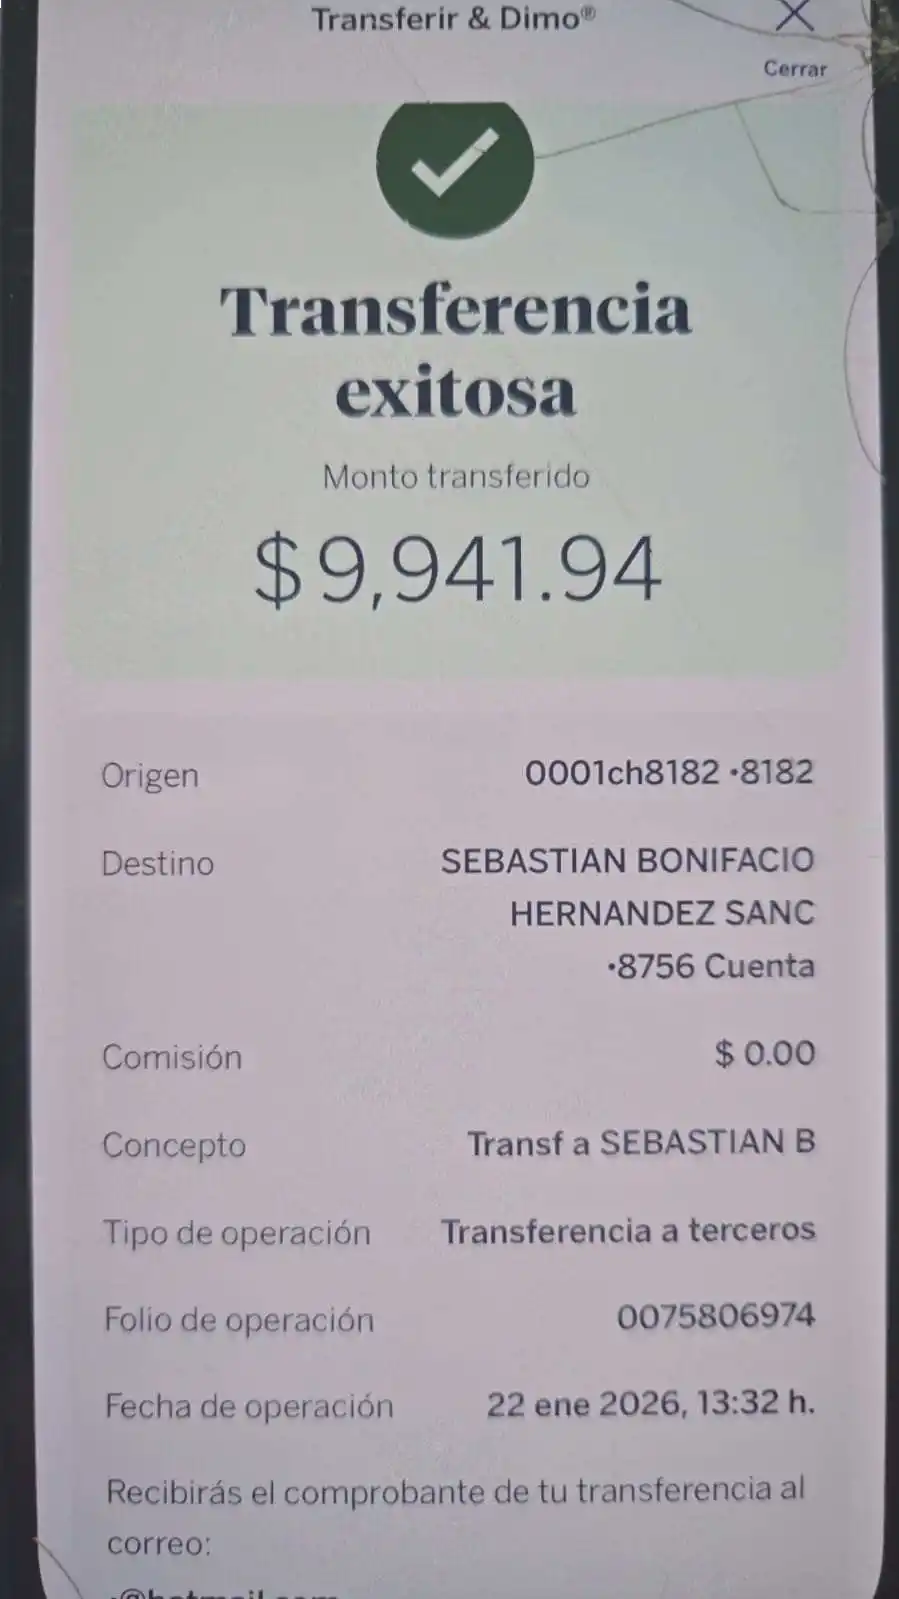 Transferir & Dimo®
Cerrar
Transferencia
exitosa
Monto transferido
$9,941.94
Origen 0001ch8182 •8182
Destino SEBASTIAN BONIFACIO
HERNANDEZ SANC
•8756 Cuenta
Comisión $ 0.00
Concepto Transf a SEBASTIAN B
Tipo de operación Transferencia a terceros
Folio de operación 0075806974
Fecha de operación 22 ene 2026, 13:32 h.
Recibirás el comprobante de tu transferencia al
correo: